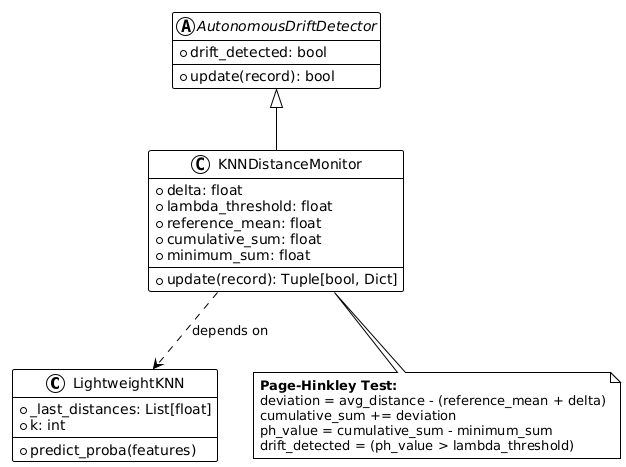 A AutonomousDriftDetector
drift_detected: bool
update(record): bool
C KNNDistanceMonitor
delta: float
lambda_threshold: float
reference_mean: float
cumulative_sum: float
minimum_sum: float
update(record): Tuple[bool, Dict]
depends on
C LightweightKNN
_last_distances: List[float]
k: int
predict_proba(features)
Page-Hinkley Test:
deviation = avg_distance - (reference_mean + delta)
cumulative_sum += deviation
ph_value = cumulative_sum - minimum_sum
drift_detected = (ph_value > lambda_threshold)